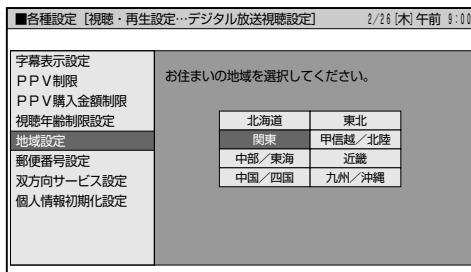 ■各種設定[視聴・再生設定…デジタル放送視聴設定] 2/26[木]午前 9:00
字幕表示設定
PPV制限
PPV購入金額制限
視聴年齢制限設定
地域設定
郵便番号設定
双方向サービス設定
個人情報初期化設定
お住まいの地域を選択してください。
北海道 東北
関東 甲信越/北陸
中部/東海 近畿
中国/四国 九州/沖縄